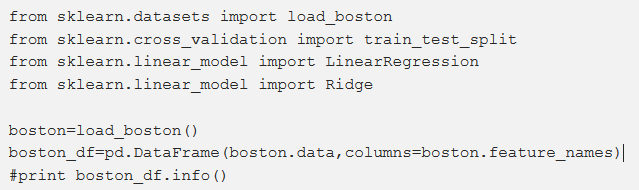 from sklearn.datasets import load_boston
from sklearn.cross_validation import train_test_split
from sklearn.linear_model import LinearRegression
from sklearn.linear_model import Ridge
boston=load_boston()
boston_df=pd.DataFrame(boston.data,columns=boston.feature_names)
#print boston_df.info()